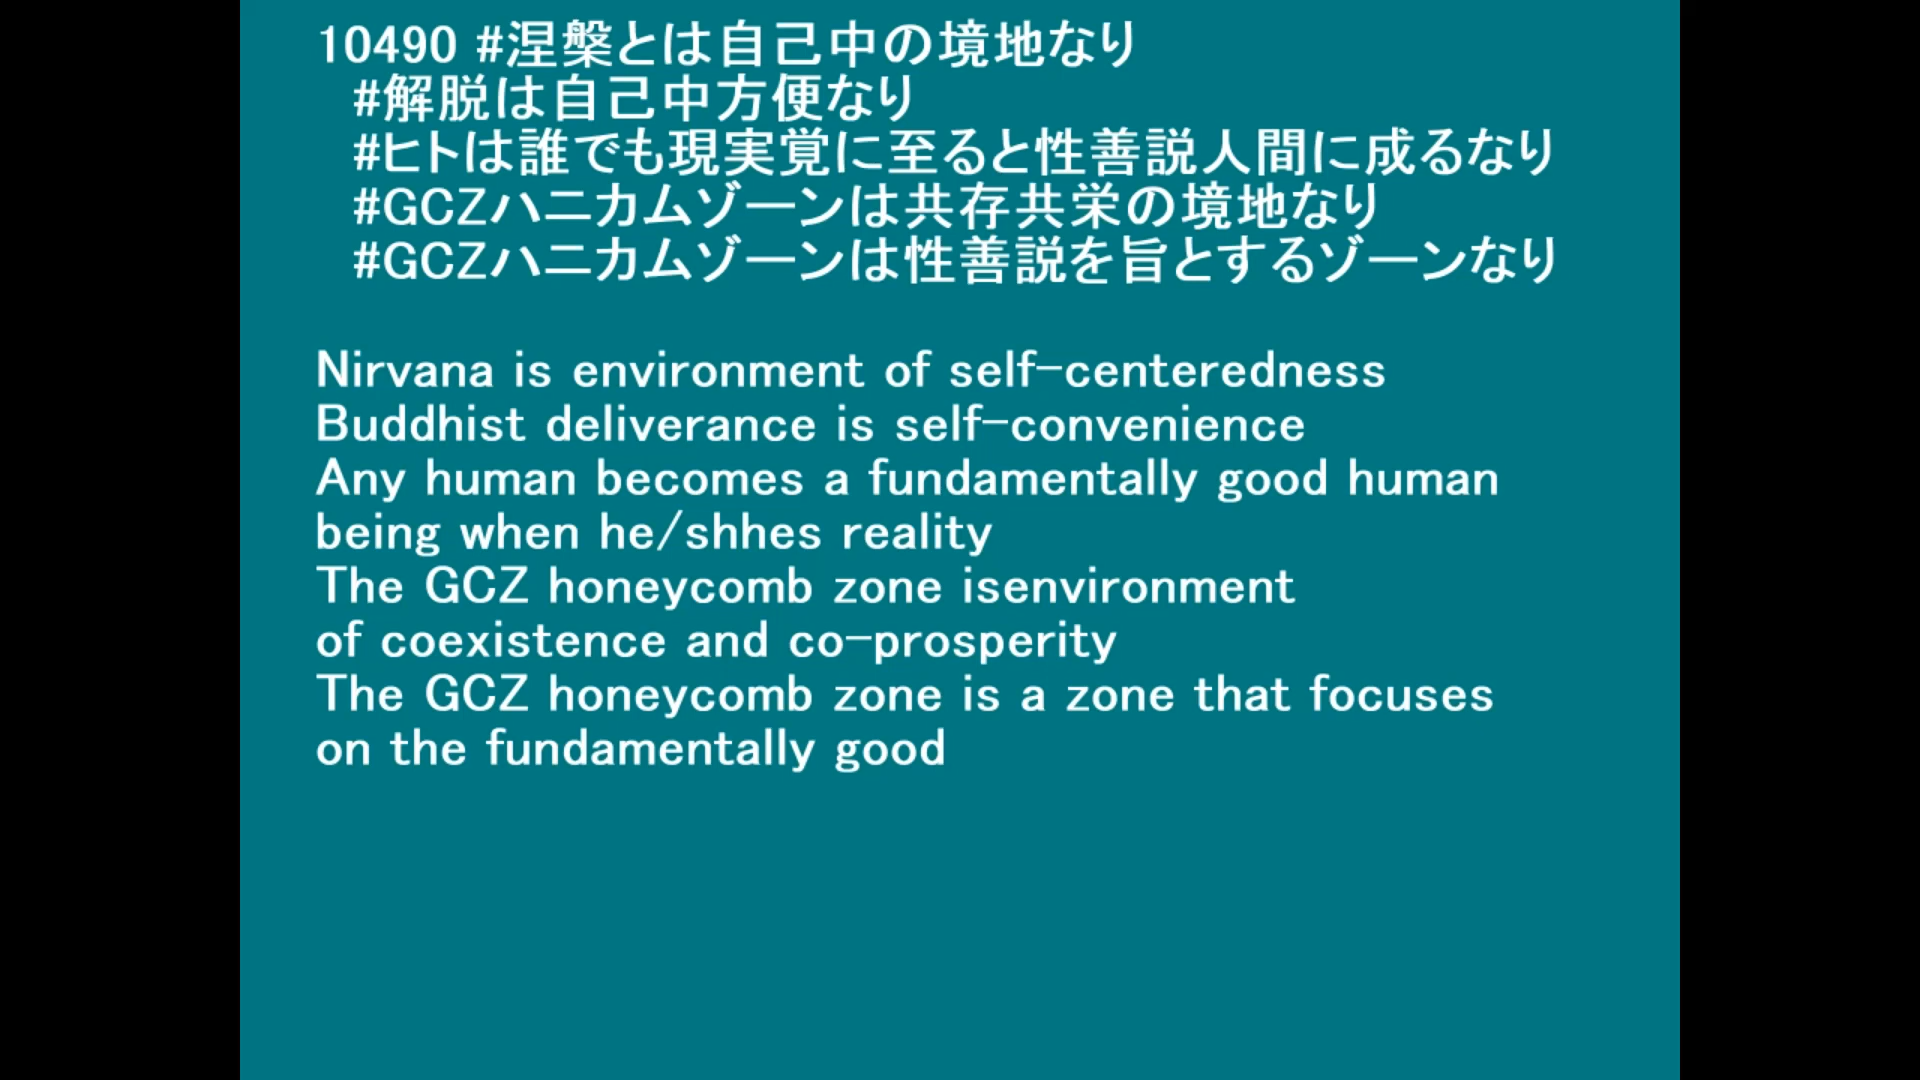 10490 #涅槃とは自己中の境地なり
#解脱は自己中方便なり
#ヒトは誰でも現実覚に至ると性善説人間に成るなり
#GCZハニカムゾーンは共存共栄の境地なり
#GCZハニカムゾーンは性善説を旨とするゾーンなり
Nirvana is environment of self-centeredness
Buddhist deliverance is self-convenience
Any human becomes a fundamentally good human
being when he/shhes reality
The GCZ honeycomb zone isenvironment
of coexistence and co-prosperity
The GCZ honeycomb zone is a zone that focuses
on the fundamentally good